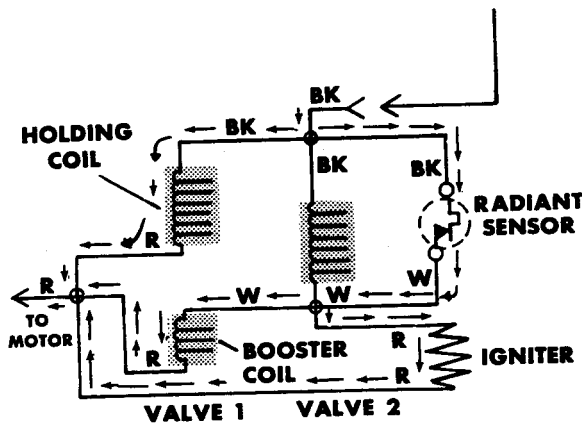 BK
BK
HOLDING
COIL
BK
BK
RADIANT
SENSOR
R
R
TO
MOTOR
W
W
W
R
BOOSTER
COIL
R
IGNITER
R
VALVE 1
VALVE 2